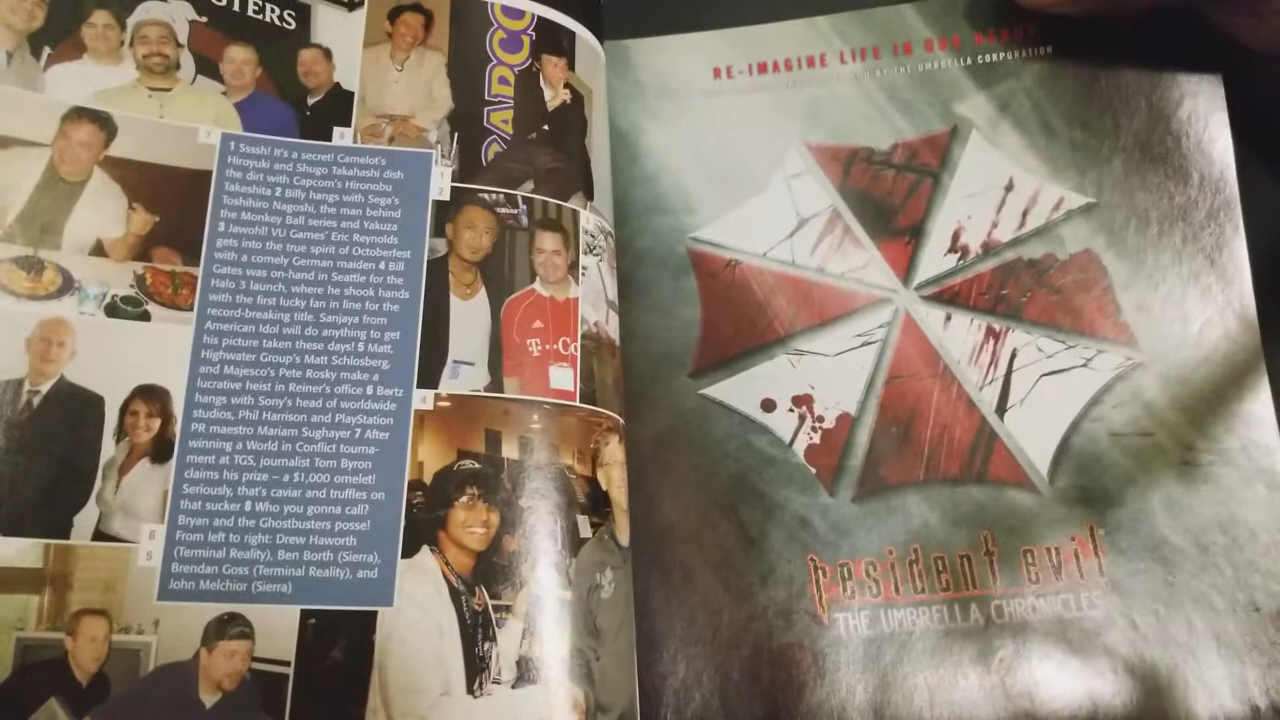 STERS
CAPCO
7
8
1
2
1 Ssssh! It's a secret! Camelot's
Hiroyuki and Shugo Takahashi dish
the dirt with Capcom's Hironobu
Takeshita 2 Billy hangs with Sega's
Toshihiro Nagoshi, the man behind
the Monkey Ball series and Yakuza
3 Jawohl! VU Games' Eric Reynolds
gets into the true spirit of Octoberfest
with a comely German maiden 4 Bill
Gates was on-hand in Seattle for the
Halo 3 launch, where he shook hands
with the first lucky fan in line for the
record-breaking title. Sanjaya from
American Idol will do anything to get
his picture taken these days! 5 Matt,
Highwater Group's Matt Schlosberg,
and Majesco's Pete Rosky make a
lucrative heist in Reiner's office 6 Bertz
hangs with Sony's head of worldwide
studios, Phil Harrison and PlayStation
PR maestro Mariam Sughayer 7 After
winning a World in Conflict tourna-
ment at TGS, journalist Tom Byron
claims his prize – a $1,000 omelet!
Seriously, that's caviar and truffles on
that sucker 8 Who you gonna call?
Bryan and the Ghostbusters posse!
From left to right: Drew Haworth
(Terminal Reality), Ben Borth (Sierra),
Brendan Goss (Terminal Reality), and
John Melchior (Sierra)
T Co
4
6
5
RE-IMAGINE LIFE IN OUR HANDS
BY THE UMBRELLA CORPORATION
resident evil
THE UMBRELLA CHRONICLES